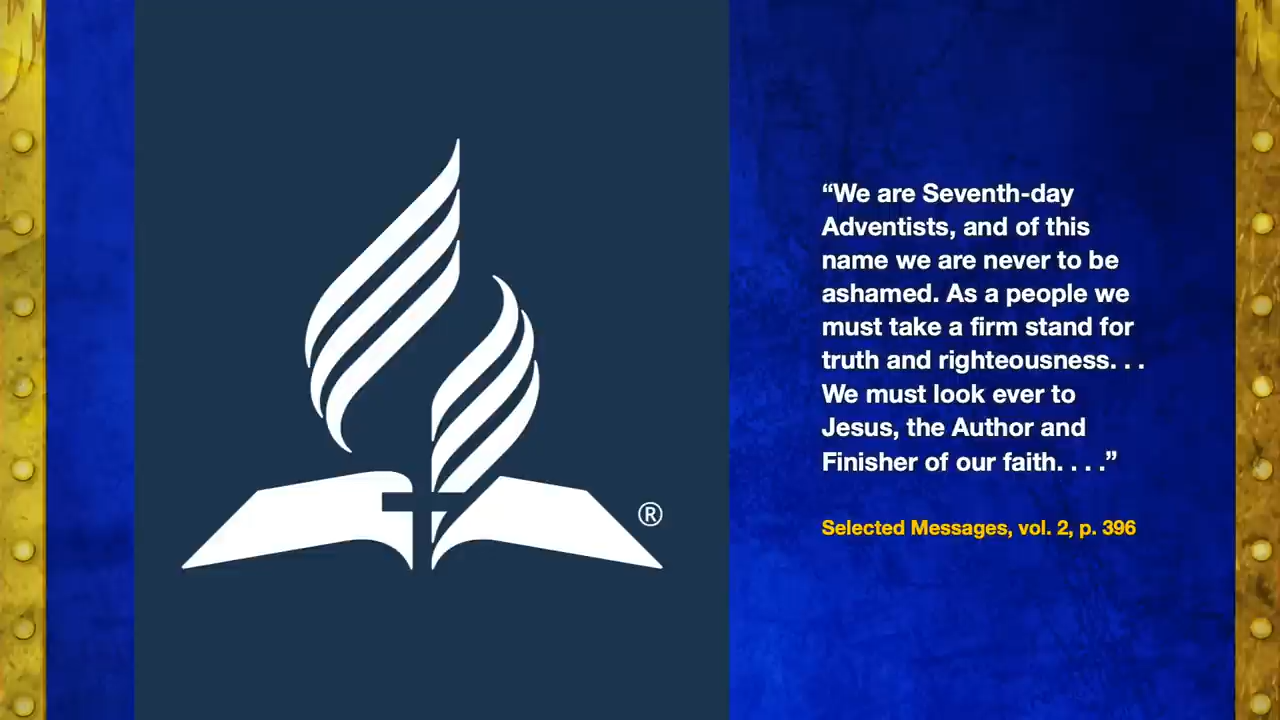 ®
“We are Seventh-day
Adventists, and of this
name we are never to be
ashamed. As a people we
must take a firm stand for
truth and righteousness. . .
We must look ever to
Jesus, the Author and
Finisher of our faith. . . .”
Selected Messages, vol. 2, p. 396